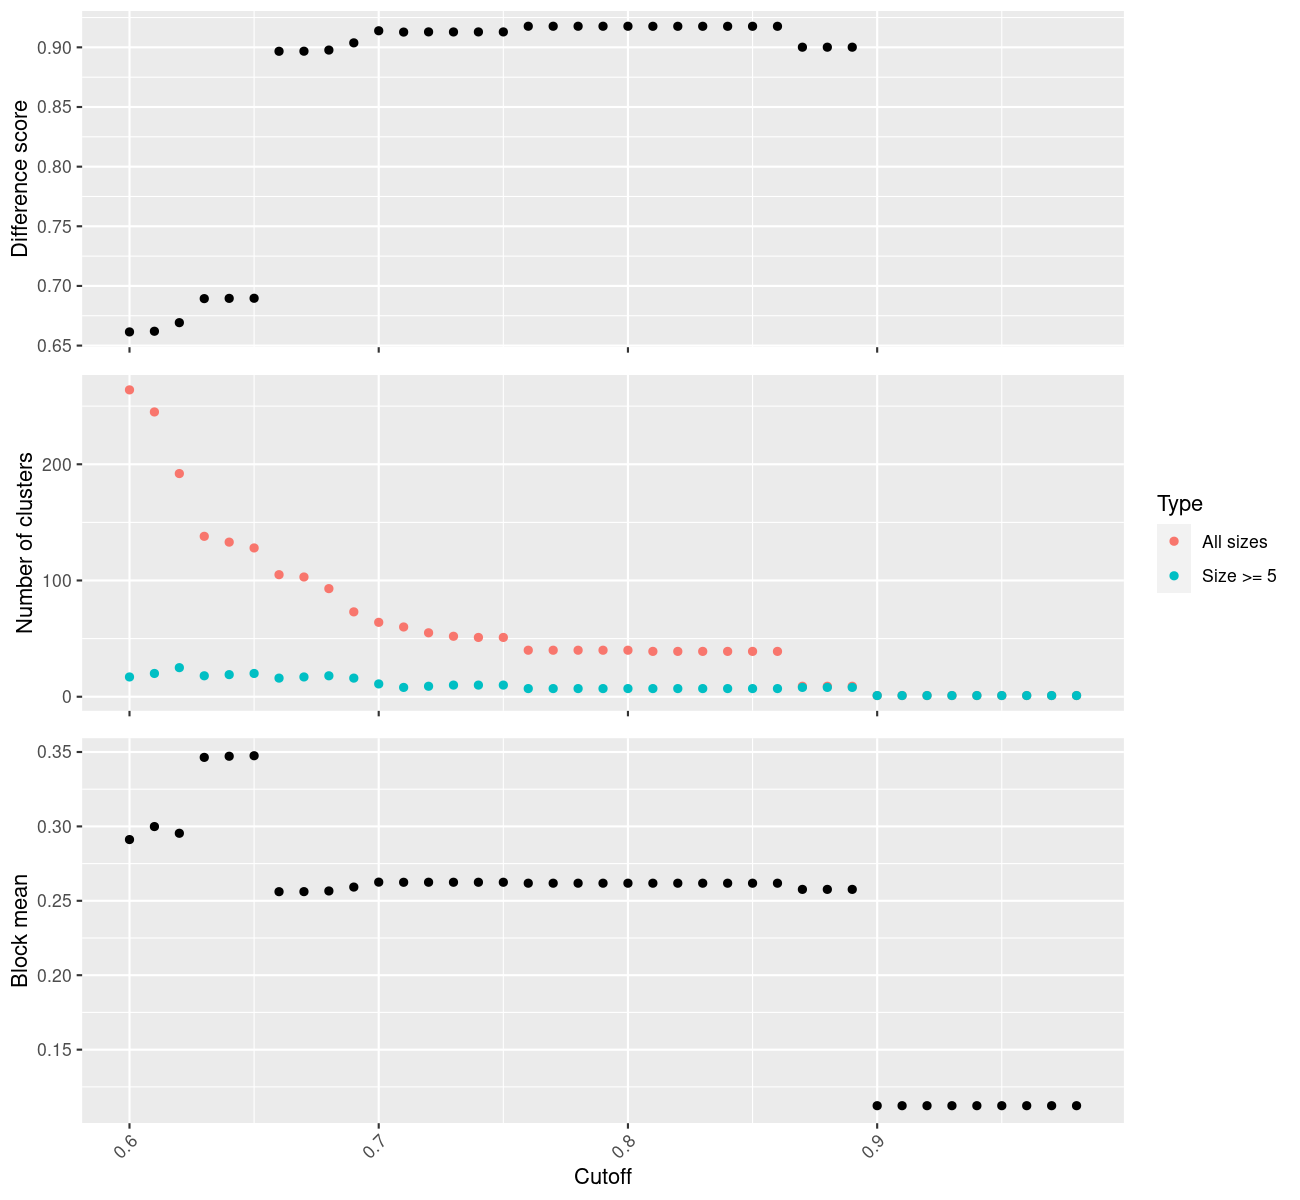 Difference score
0.90
0.85
0.80
0.75
0.70
0.65
Number of clusters
200
100
0
Type
All sizes
Size >= 5
Block mean
0.35
0.30
0.25
0.20
0.15
0.6 0.7 0.8 0.9
Cutoff